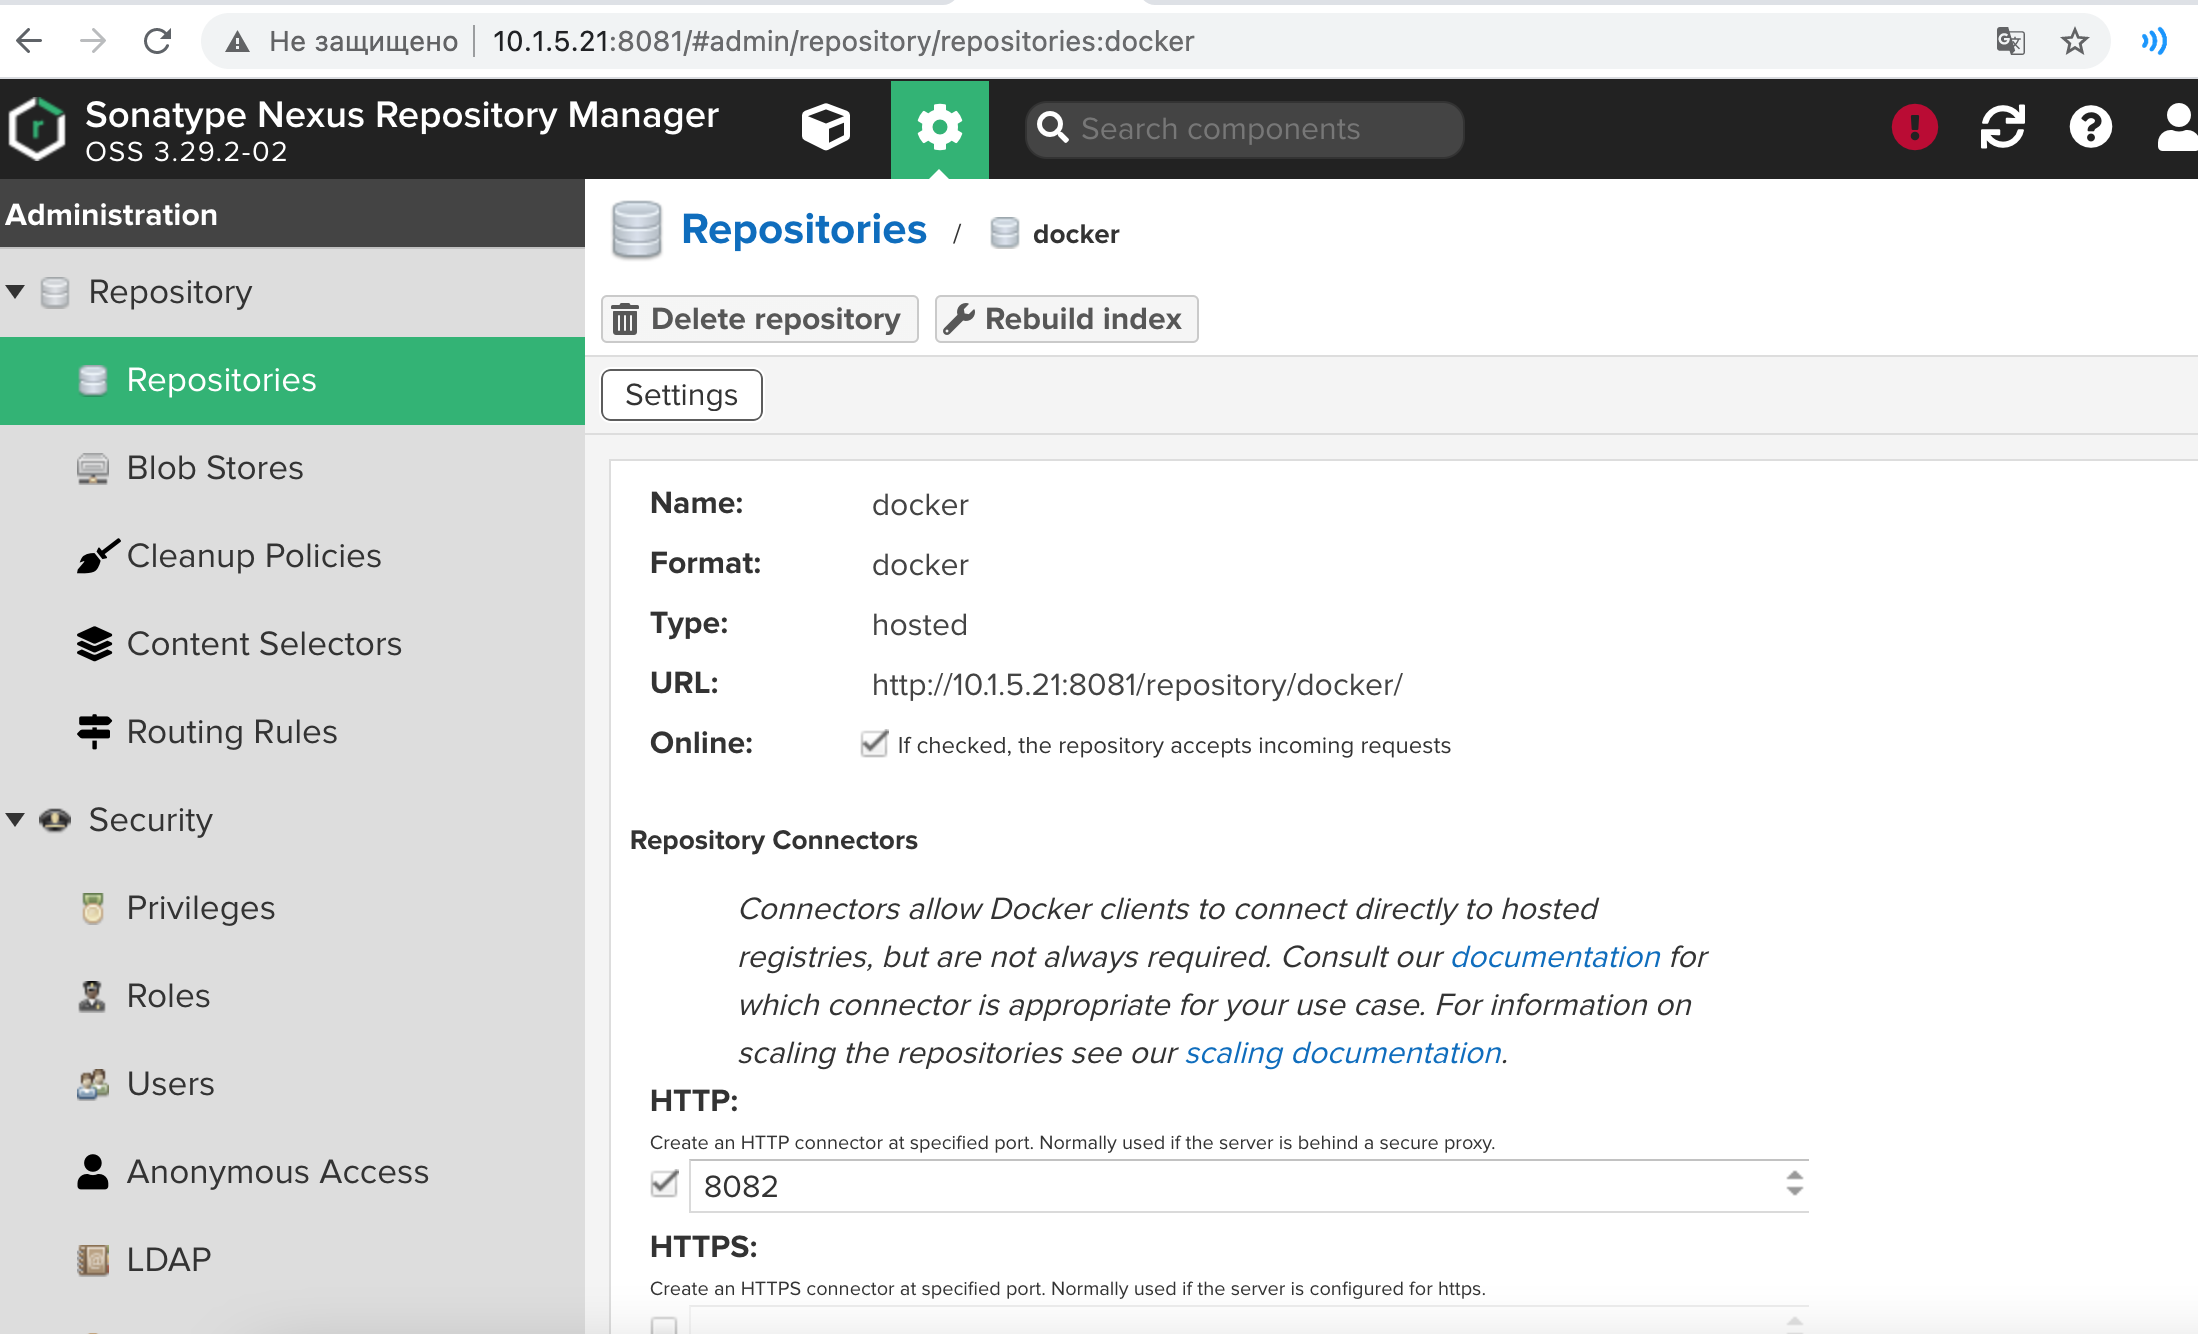 Не защищено 10.1.5.21:8081/#admin/repository/repositories:docker
Sonatype Nexus Repository Manager
OSS 3.29.2-02
Search components
Administration
Repository
Repositories
Blob Stores
Cleanup Policies
Content Selectors
Routing Rules
Security
Privileges
Roles
Users
Anonymous Access
LDAP
Repositories / docker
Delete repository
Rebuild index
Settings
Name: docker
Format: docker
Type: hosted
URL: http://10.1.5.21:8081/repository/docker/
Online: If checked, the repository accepts incoming requests
Repository Connectors
Connectors allow Docker clients to connect directly to hosted
registries, but are not always required. Consult our documentation for
which connector is appropriate for your use case. For information on
scaling the repositories see our scaling documentation.
HTTP:
Create an HTTP connector at specified port. Normally used if the server is behind a secure proxy.
8082
HTTPS:
Create an HTTPS connector at specified port. Normally used if the server is configured for https.